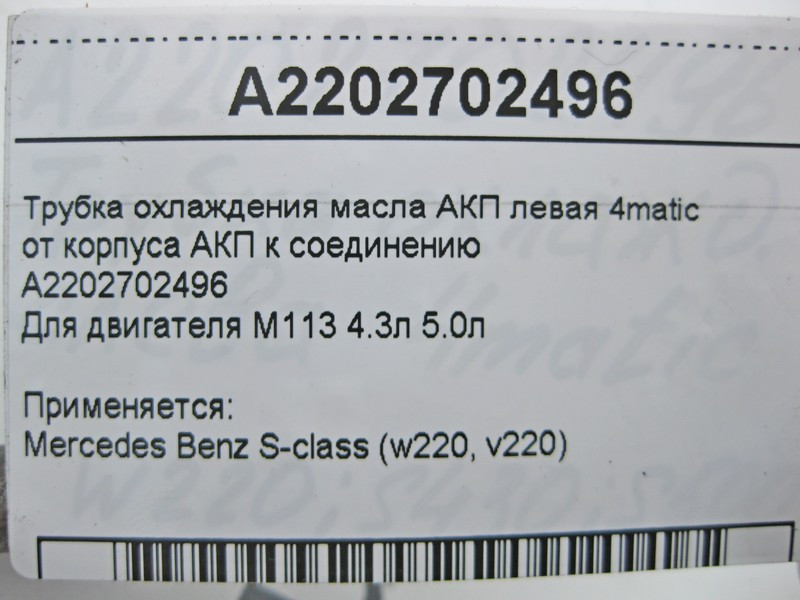 A2202702496
Трубка охлаждения масла АКП левая 4matic
от корпуса АКП к соединению
A2202702496
Для двигателя M113 4.3л 5.0л
Применяется:
Mercedes Benz S-class (w220, v220)